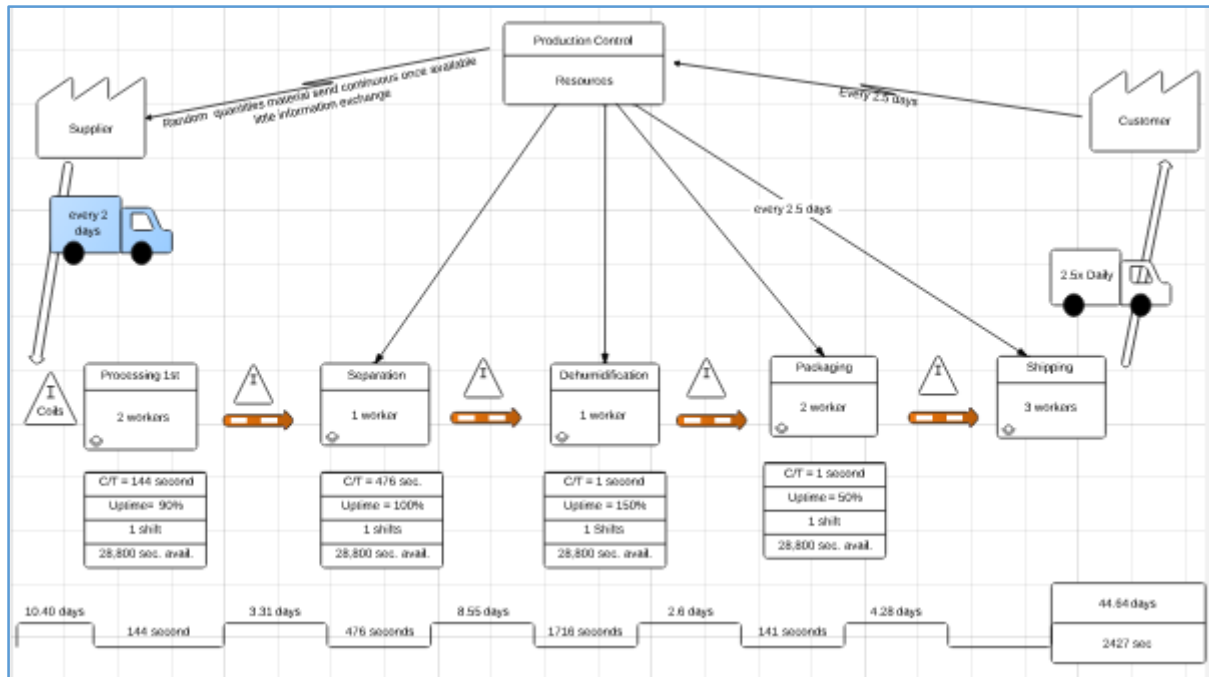 Production Control
Resources
Random quantities material send continuous once available
little information exchange
Every 2.5 days
Supplier
Customer
every 2
days
every 2.5 days
2.5x Daily
I
Coils
Processing 1st
2 workers
I
Separation
1 worker
I
Dehumidification
1 worker
I
Packaging
2 worker
I
Shipping
3 workers
C/T = 144 second
Uptime= 90%
1 shift
28,800 sec. avail.
C/T = 476 sec.
Uptime = 100%
1 shifts
28,800 sec. avail.
C/T = 1 second
Uptime = 150%
1 Shifts
28,800 sec. avail.
C/T = 1 second
Uptime = 50%
1 shift
28,800 sec. avail.
10.40 days
144 second
3.31 days
476 seconds
8.55 days
1716 seconds
2.6 days
141 seconds
4.28 days
44.64 days
2427 sec